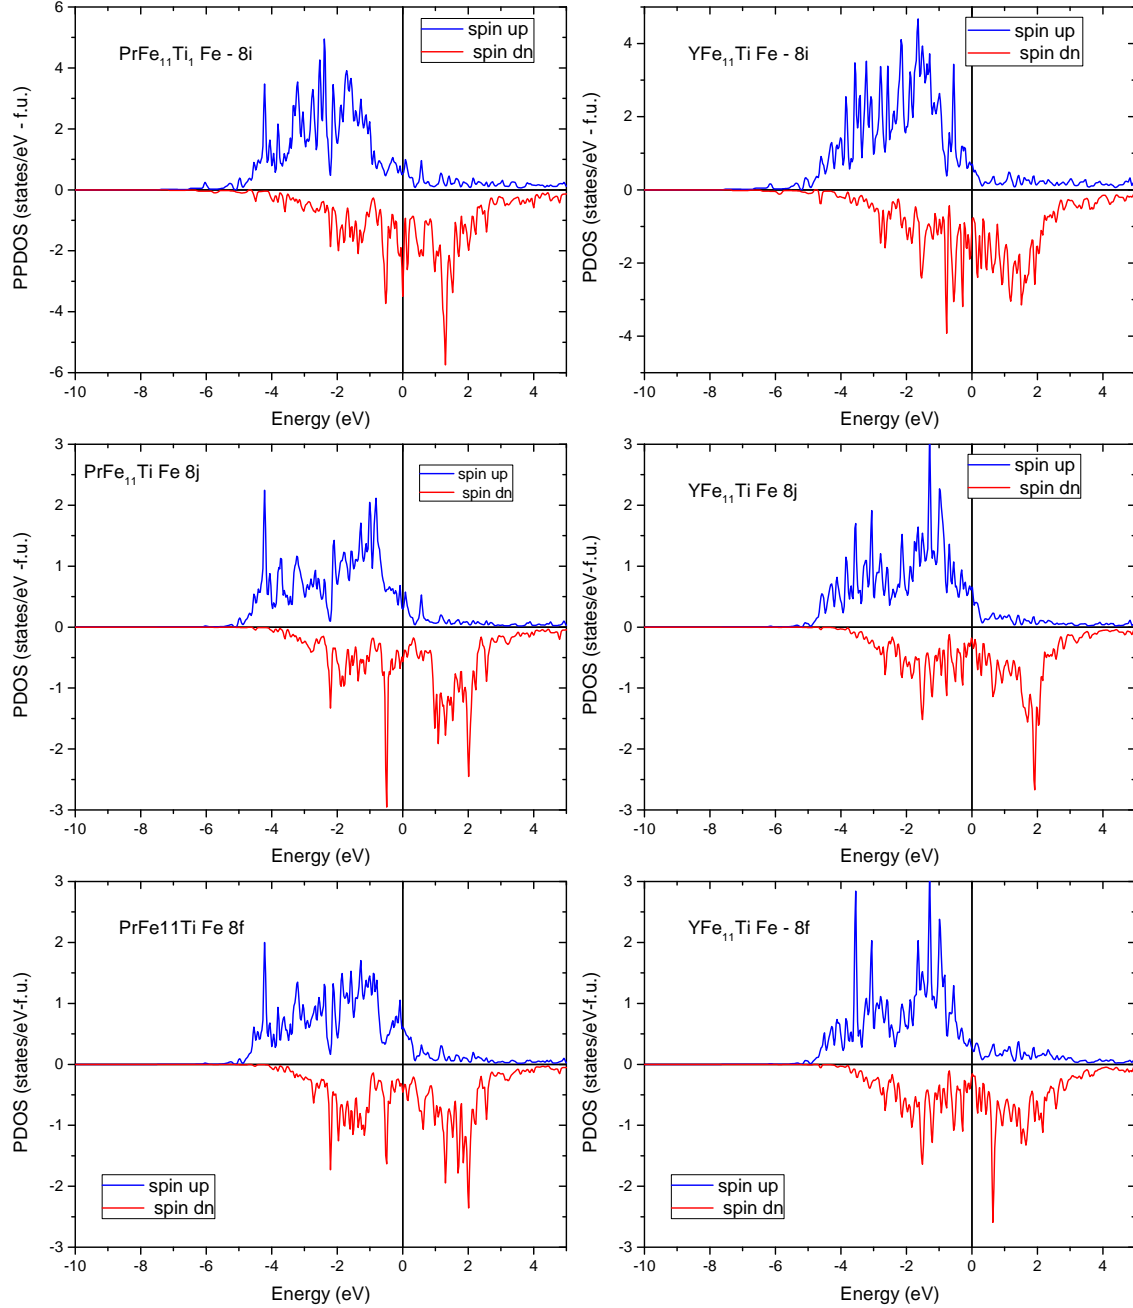 PrFe₁₁Ti₁ Fe - 8i
spin up
spin dn
PPDOS (states/eV - f.u.)
6
4
2
0
-2
-4
-6
-10 -8 -6 -4 -2 0 2 4
Energy (eV)
YFe₁₁Ti Fe - 8i
spin up
spin dn
PDOS (states/eV - f.u.)
4
2
0
-2
-4
-10 -8 -6 -4 -2 0 2 4
Energy (eV)
PrFe₁₁Ti Fe 8j
spin up
spin dn
PDOS (states/eV -f.u.)
3
2
1
0
-1
-2
-3
-10 -8 -6 -4 -2 0 2 4
Energy (eV)
YFe₁₁Ti Fe 8j
spin up
spin dn
PDOS (states/eV-f.u.)
3
2
1
0
-1
-2
-3
-10 -8 -6 -4 -2 0 2 4
Energy (eV)
PrFe11Ti Fe 8f
spin up
spin dn
PDOS (states/eV-f.u.)
3
2
1
0
-1
-2
-3
-10 -8 -6 -4 -2 0 2 4
Energy (eV)
YFe₁₁Ti Fe - 8f
spin up
spin dn
PDOS (states/eV-f.u.)
3
2
1
0
-1
-2
-3
-10 -8 -6 -4 -2 0 2 4
Energy (eV)